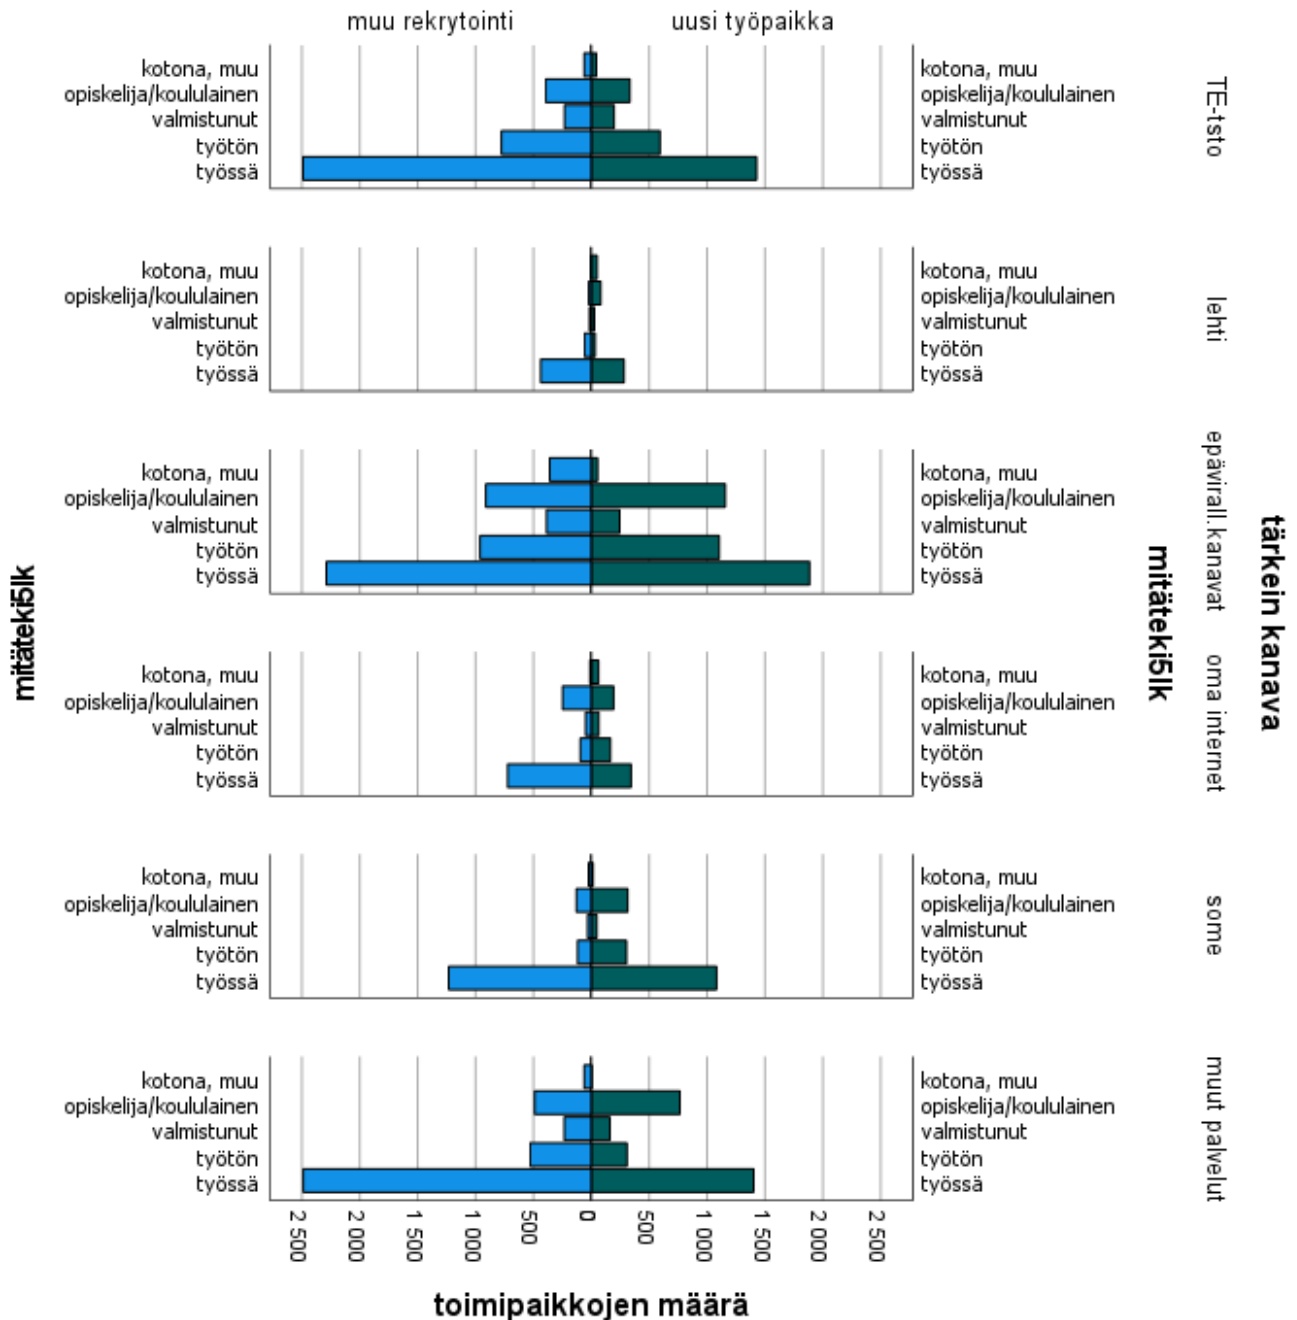 muu rekrytointi uusi työpaikka
kotona, muu kotona, muu
opiskelija/koululainen opiskelija/koululainen
valmistunut valmistunut
työtön työtön
työssä työssä
TE-tsto
kotona, muu kotona, muu
opiskelija/koululainen opiskelija/koululainen
valmistunut valmistunut
työtön työtön
työssä työssä
lehti
kotona, muu kotona, muu
opiskelija/koululainen opiskelija/koululainen
valmistunut valmistunut
työtön työtön
työssä työssä
epävirall.kanavat
kotona, muu kotona, muu
opiskelija/koululainen opiskelija/koululainen
valmistunut valmistunut
työtön työtön
työssä työssä
oma internet
kotona, muu kotona, muu
opiskelija/koululainen opiskelija/koululainen
valmistunut valmistunut
työtön työtön
työssä työssä
some
kotona, muu kotona, muu
opiskelija/koululainen opiskelija/koululainen
valmistunut valmistunut
työtön työtön
työssä työssä
muut palvelut
mitäteki5lk
mitäteki5lk
tärkein kanava
2 500 2 000 1 500 1 000 500 0 500 1 000 1 500 2 000 2 500
toimipaikkojen määrä